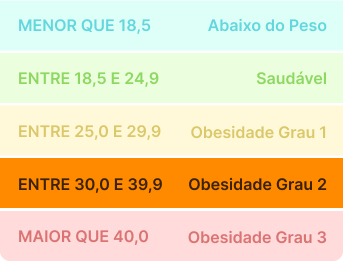 MENOR QUE 18,5 Abaixo do Peso
ENTRE 18,5 E 24,9 Saudável
ENTRE 25,0 E 29,9 Obesidade Grau 1
ENTRE 30,0 E 39,9 Obesidade Grau 2
MAIOR QUE 40,0 Obesidade Grau 3